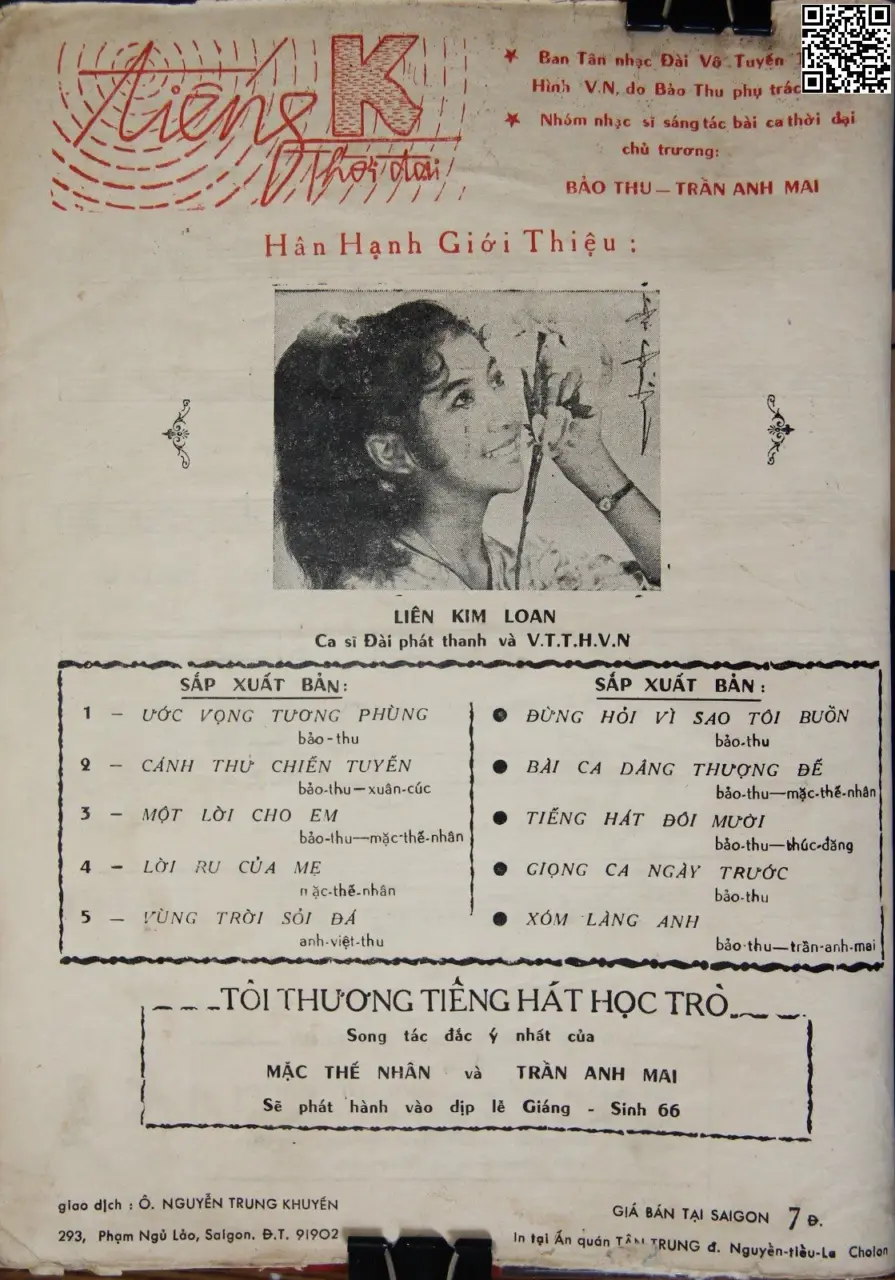 Tiếng K
Thời đại
Ban Tân nhạc Đài Vô Tuyến
Hình V.N. do Bảo Thu phụ trác
Nhóm nhạc sĩ sáng tác bài ca thời đại
chủ trương:
BẢO THU — TRẦN ANH MAI
Hân Hạnh Giới Thiệu :
LIÊN KIM LOAN
Ca sĩ Đài phát thanh và V.T.T.H.V.N
SẮP XUẤT BẢN:
1 – ƯỚC VỌNG TƯƠNG PHÙNG
bảo-thu
2 – CÁNH THƯ CHIẾN TUYẾN
bảo-thu—xuân-cúc
3 – MỘT LỜI CHO EM
bảo-thu—mặc-thế-nhân
4 – LỜI RU CỦA MẸ
mặc-thế-nhân
5 – VÙNG TRỜI SỎI ĐÁ
anh-việt-thu
SẮP XUẤT BẢN:
● ĐỪNG HỎI VÌ SAO TÔI BUỒN
bảo-thu
● BÀI CA DÂNG THƯỢNG ĐẾ
bảo-thu—mặc-thế-nhân
● TIẾNG HÁT ĐÔI MƯƠI
bảo-thu—thúc-đăng
● GIỌNG CA NGÀY TRƯỚC
bảo-thu
● XÓM LÀNG ANH
bảo-thu—trần-anh-mai
TÔI THƯƠNG TIẾNG HÁT HỌC TRÒ
Song tác đắc ý nhất của
MẶC THẾ NHÂN và TRẦN ANH MAI
Sẽ phát hành vào dịp lễ Giáng - Sinh 66
giao dịch : Ô. NGUYỄN TRUNG KHUYẾN
293, Phạm Ngũ Lão, Saigon. Đ.T. 91902
GIÁ BÁN TẠI SAIGON 7 Đ.
In tại Ấn quán TÂN TRUNG đ. Nguyễn-tiểu-La Cholon